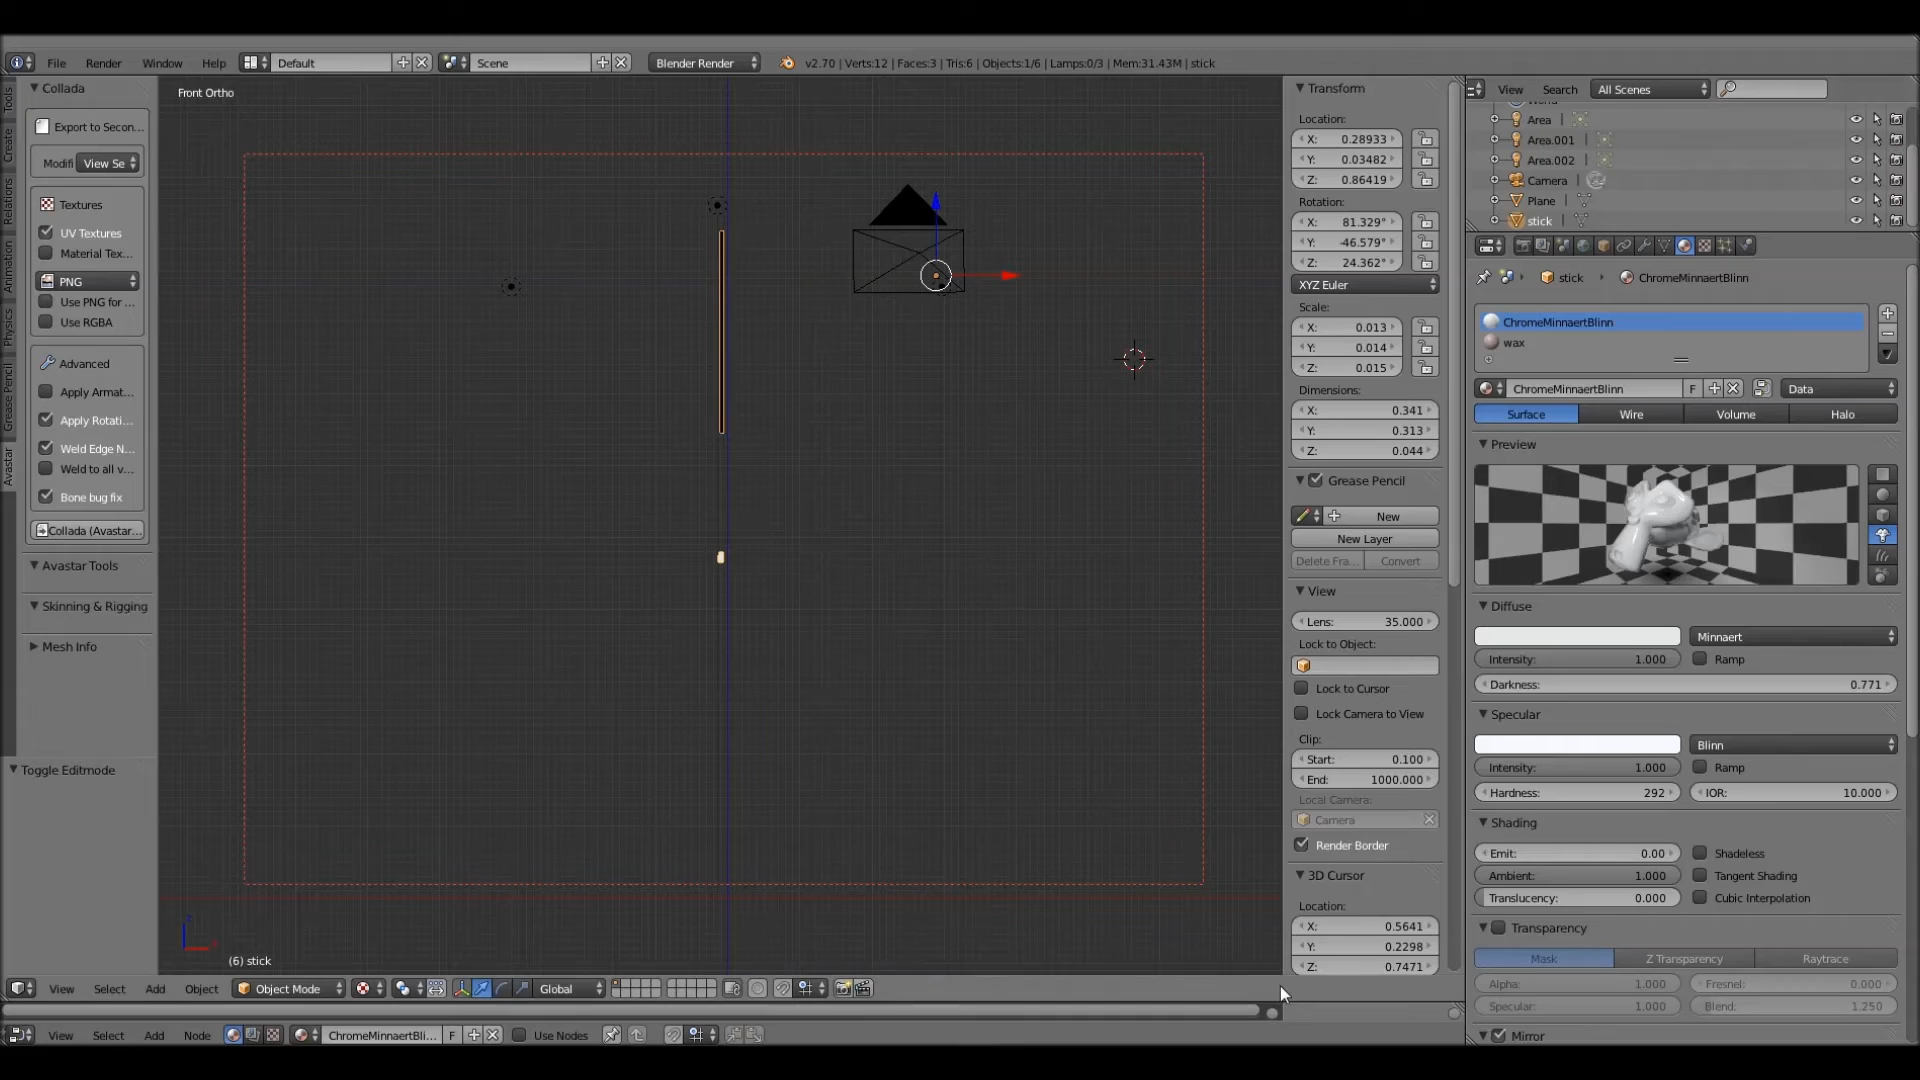 File Render Window Help Default Scene Blender Render v2.70 | Verts:12 | Faces:3 | Tris:6 | Objects:1/6 | Lamps:0/3 | Mem:31.43M | stick
Tools
Create
Relations
Animation
Physics
Grease Pencil
Avastar
Collada
Export to Secon...
Modifi View Se
Textures
UV Textures
Material Tex...
PNG
Use PNG for ...
Use RGBA
Advanced
Apply Armat...
Apply Rotati...
Weld Edge N...
Weld to all v...
Bone bug fix
Collada (Avastar...
Avastar Tools
Skinning & Rigging
Mesh Info
Toggle Editmode
Front Ortho
(6) stick
Transform
Location:
X: 0.28933
Y: 0.03482
Z: 0.86419
Rotation:
X: 81.329°
Y: -46.579°
Z: 24.362°
XYZ Euler
Scale:
X: 0.013
Y: 0.014
Z: 0.015
Dimensions:
X: 0.341
Y: 0.313
Z: 0.044
Grease Pencil
New
New Layer
Delete Fra... Convert
View
Lens: 35.000
Lock to Object:
Lock to Cursor
Lock Camera to View
Clip:
Start: 0.100
End: 1000.000
Local Camera:
Camera
Render Border
3D Cursor
Location:
X: 0.5641
Y: 0.2298
Z: 0.7471
View Search All Scenes
World
Area
Area.001
Area.002
Camera
Plane
stick
stick ChromeMinnaertBlinn
ChromeMinnaertBlinn
wax
ChromeMinnaertBlinn F Data
Surface Wire Volume Halo
Preview
Diffuse
Minnaert
Intensity: 1.000 Ramp
Darkness: 0.771
Specular
Blinn
Intensity: 1.000 Ramp
Hardness: 292 IOR: 10.000
Shading
Emit: 0.00 Shadeless
Ambient: 1.000 Tangent Shading
Translucency: 0.000 Cubic Interpolation
Transparency
Mask Z Transparency Raytrace
Alpha: 1.000 Fresnel: 0.000
Specular: 1.000 Blend: 1.250
Mirror
View Select Add Object Object Mode Global
View Select Add Node ChromeMinnaertBli... F Use Nodes